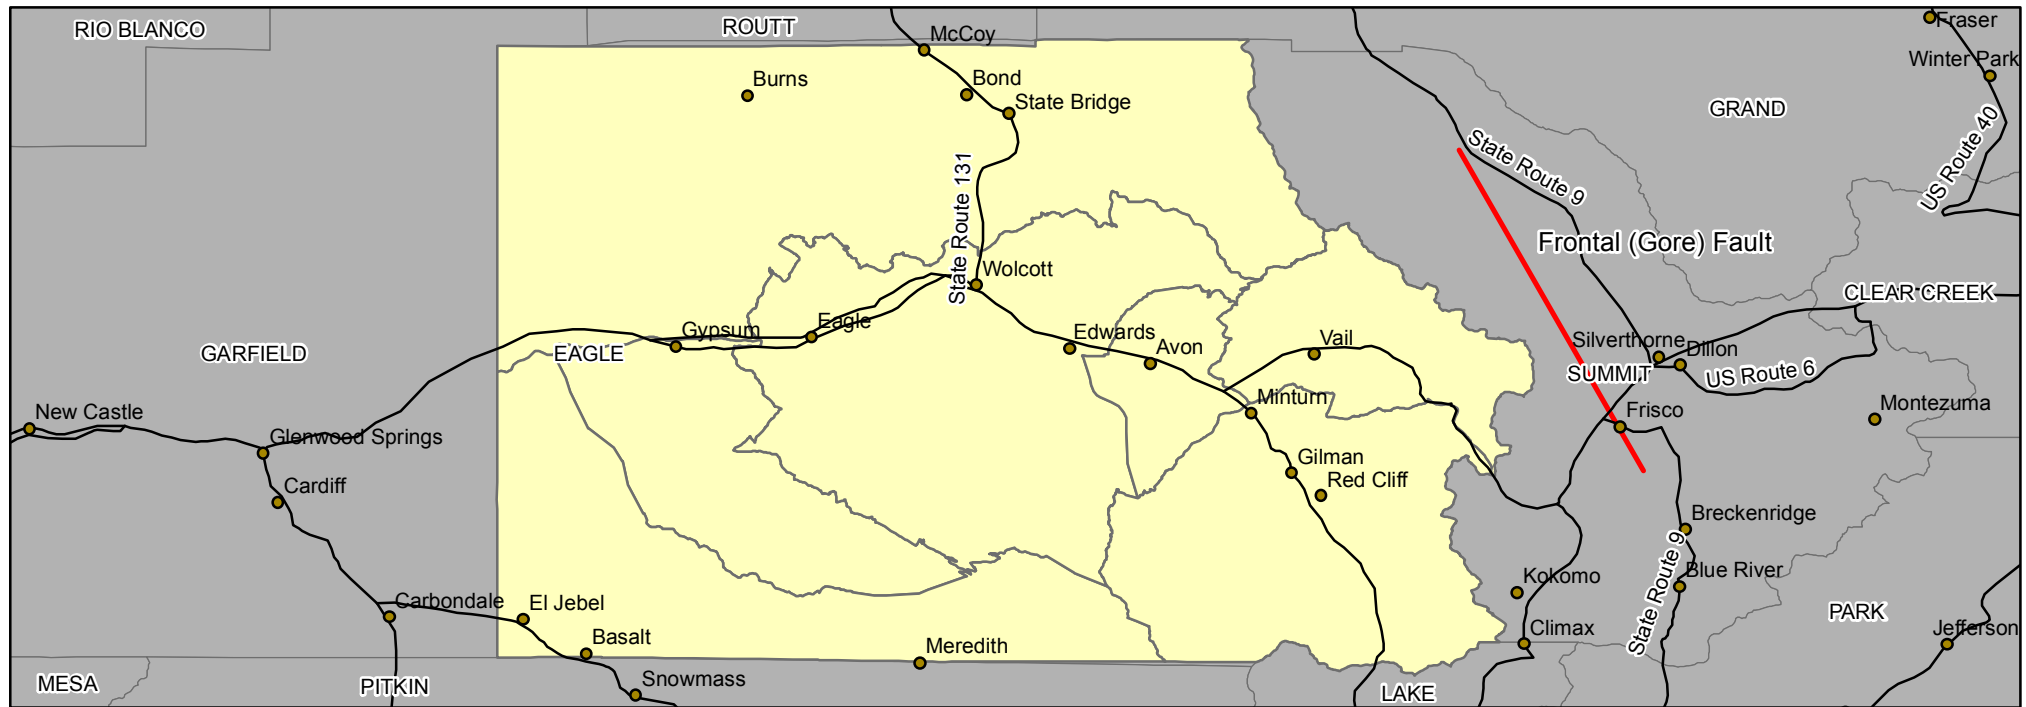 RIO BLANCO
ROUTT
McCoy
Fraser
Winter Park
Burns
Bond
State Bridge
GRAND
US Route 40
State Route 9
State Route 131
Frontal (Gore) Fault
Wolcott
CLEAR CREEK
GARFIELD
EAGLE
Gypsum
Eagle
Edwards
Avon
Vail
Silverthorne
Dillon
SUMMIT
US Route 6
New Castle
Glenwood Springs
Minturn
Frisco
Montezuma
Cardiff
Gilman
Red Cliff
Breckenridge
State Route 9
Carbondale
El Jebel
Kokomo
Blue River
PARK
Basalt
Meredith
Climax
Jefferson
MESA
PITKIN
Snowmass
LAKE